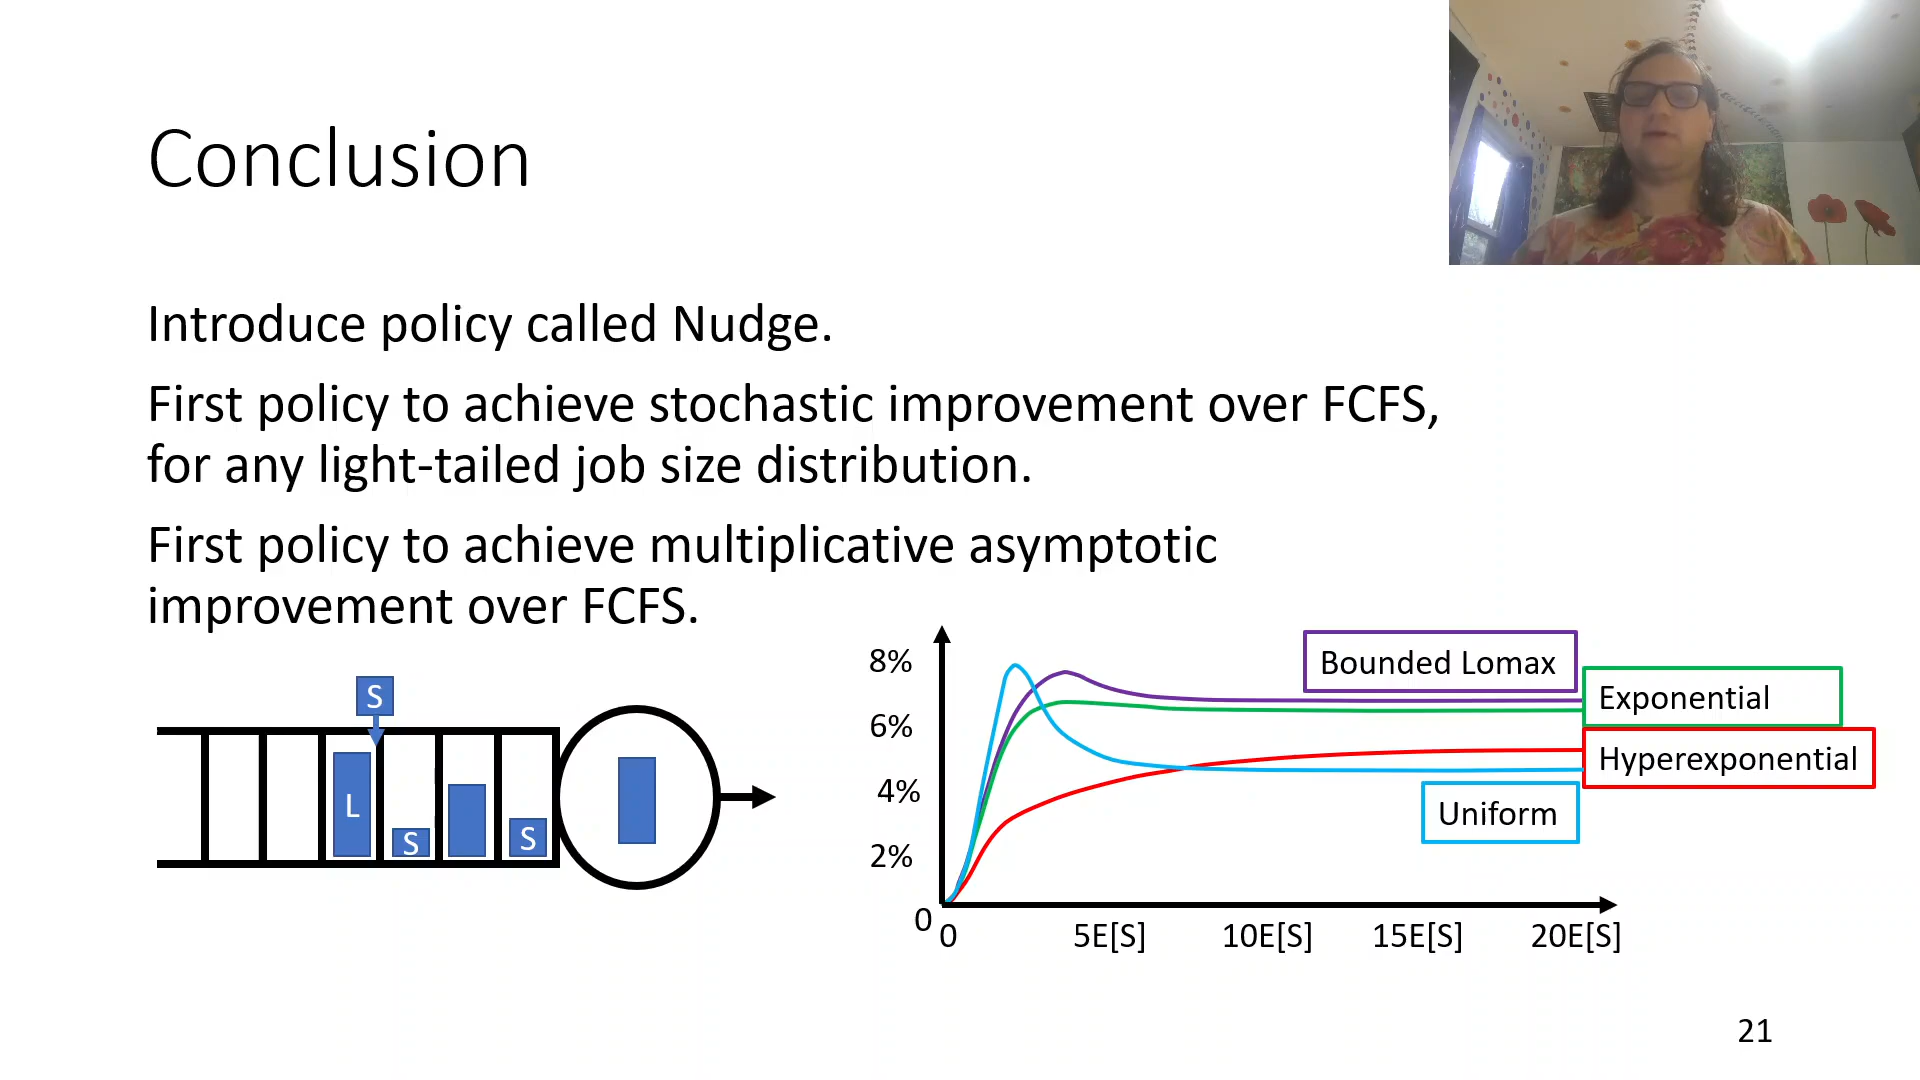 Conclusion
Introduce policy called Nudge.
First policy to achieve stochastic improvement over FCFS,
for any light-tailed job size distribution.
First policy to achieve multiplicative asymptotic
improvement over FCFS.
S
L
S
S
8%
6%
4%
2%
0
0
5E[S]
10E[S]
15E[S]
20E[S]
Bounded Lomax
Exponential
Hyperexponential
Uniform
21